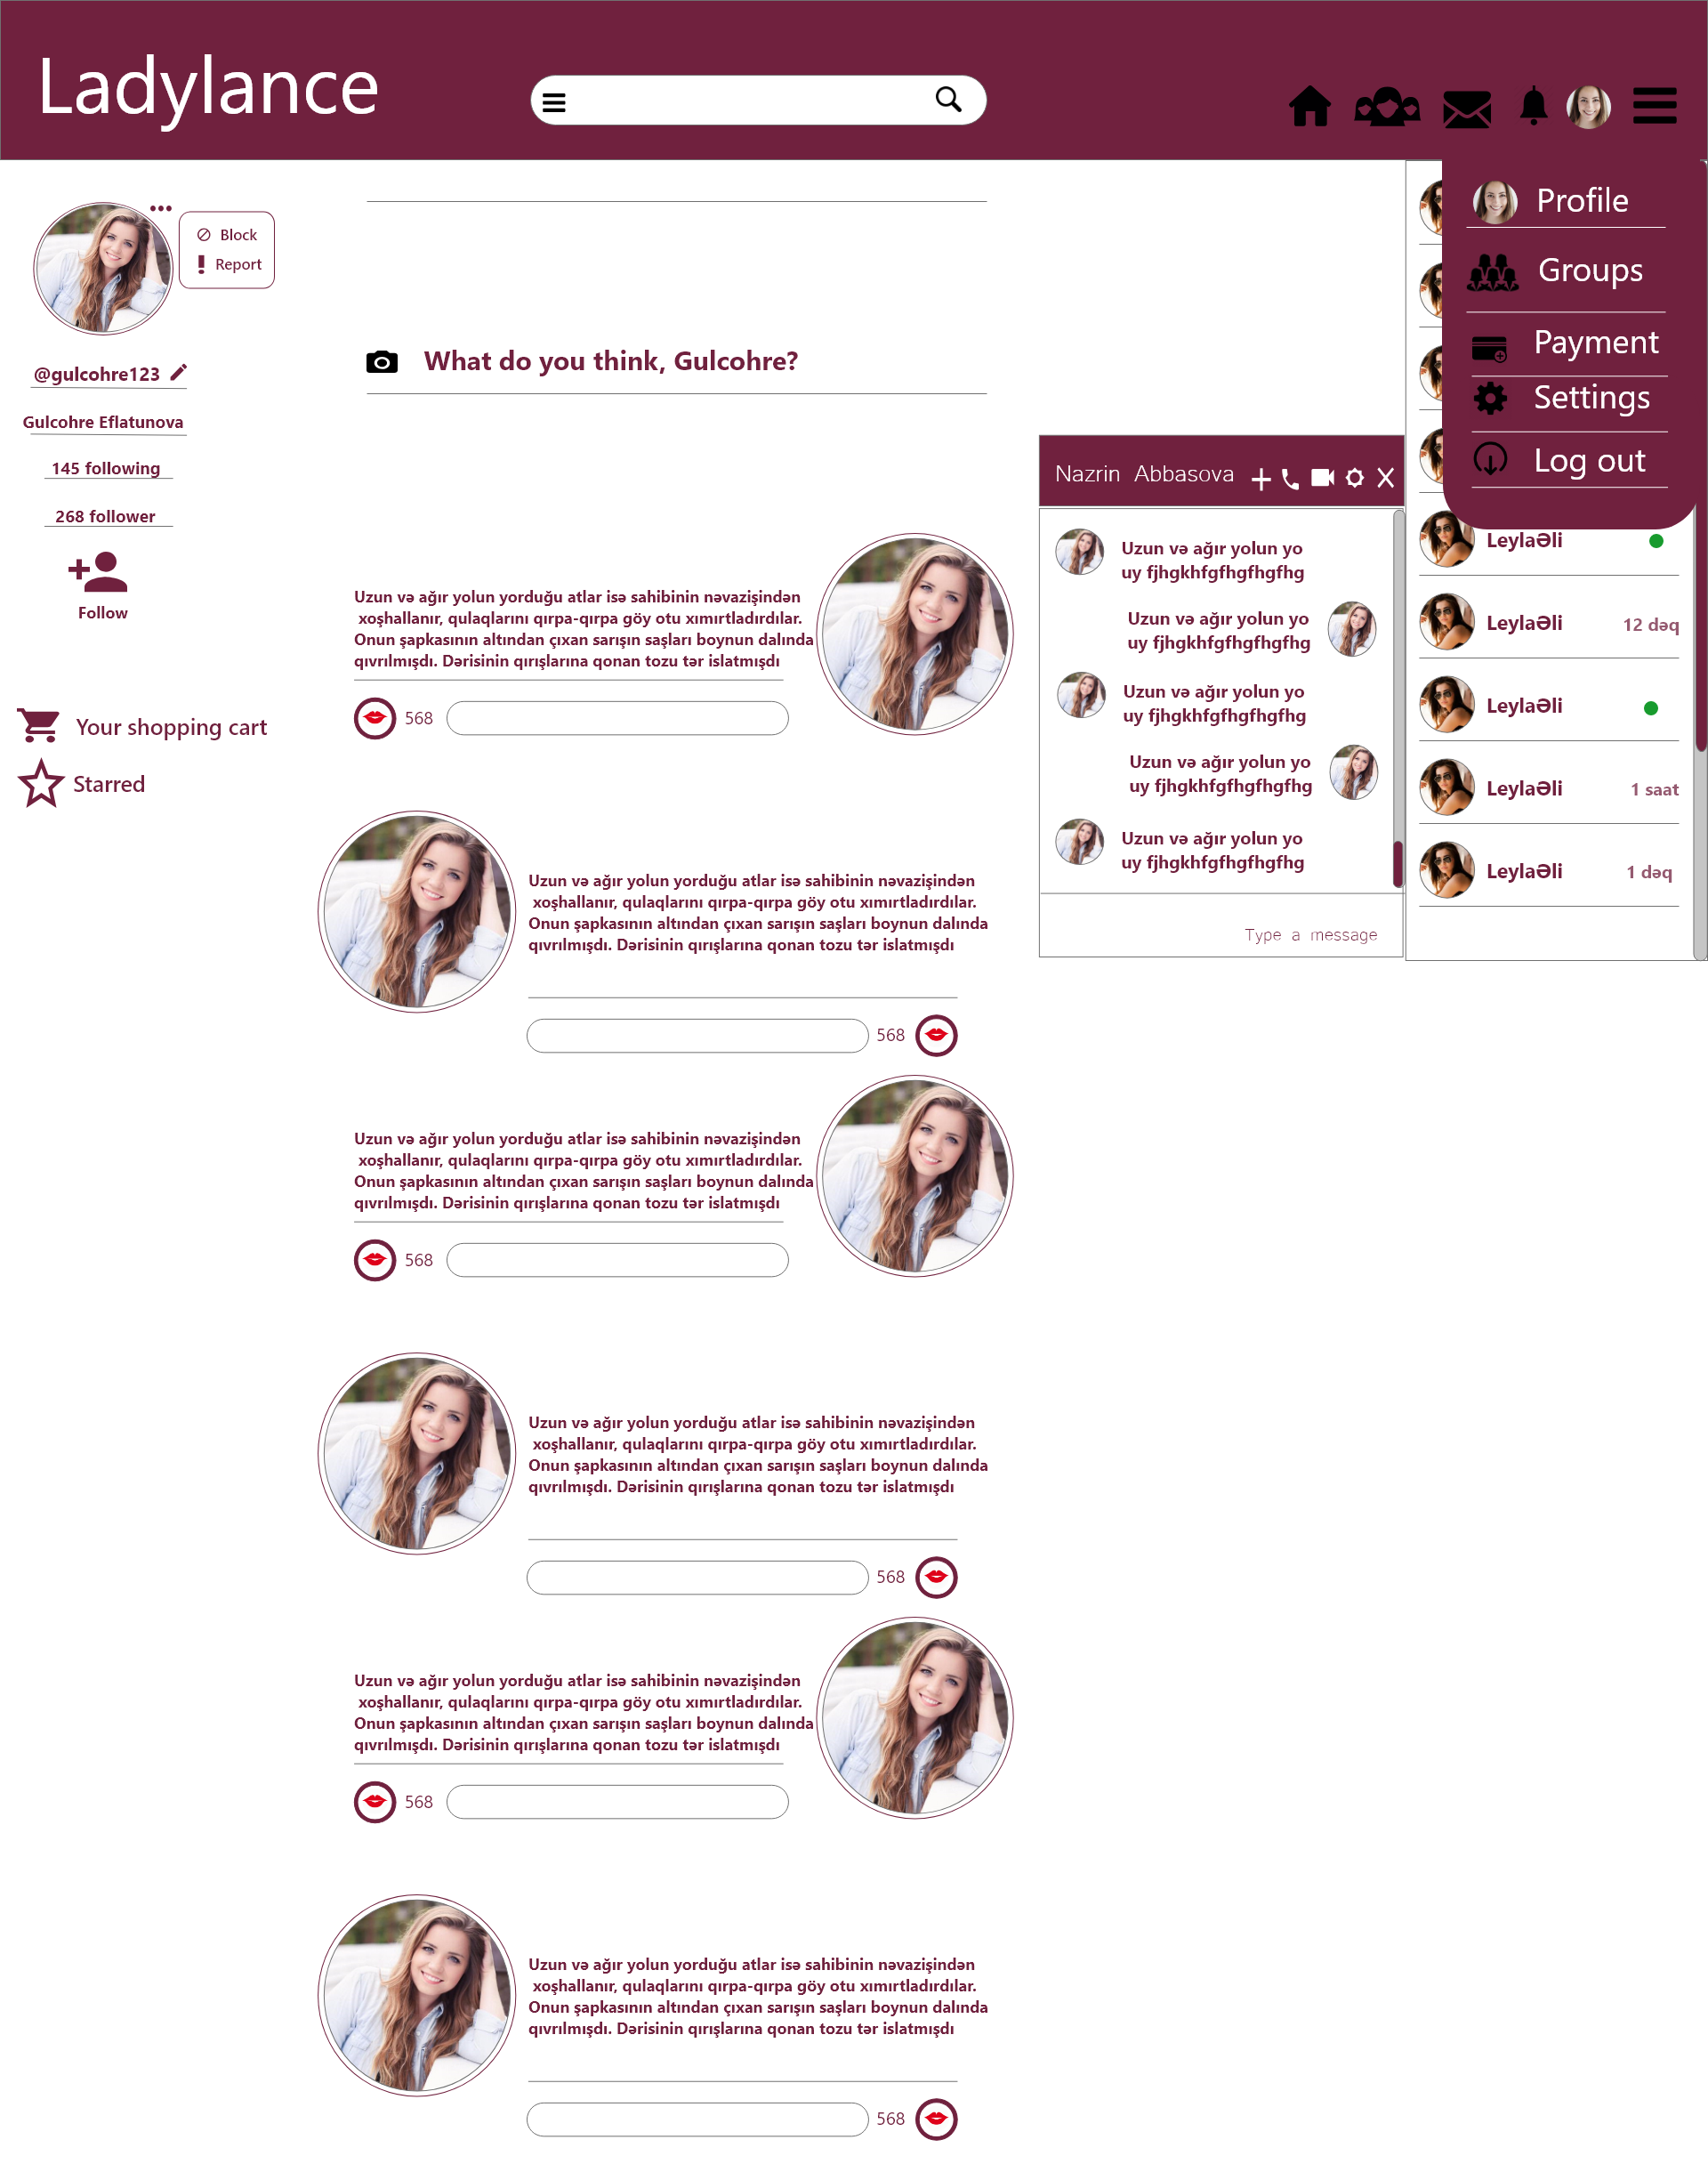 Ladylance
Profile
Groups
Payment
Settings
Log out
Block
Report
@gulcohre123
Gulcohre Eflatunova
145 following
268 follower
Follow
Your shopping cart
Starred
What do you think, Gulcohre?
Uzun və ağır yolun yorduğu atlar isə sahibinin nəvazişindən
xoşhallanır, qulaqlarını qırpa-qırpa göy otu xımırtladırdılar.
Onun şapkasının altından çıxan sarışın saşları boynun dalında
qıvrılmışdı. Dərisinin qırışlarına qonan tozu tər islatmışdı
568
Uzun və ağır yolun yorduğu atlar isə sahibinin nəvazişindən
xoşhallanır, qulaqlarını qırpa-qırpa göy otu xımırtladırdılar.
Onun şapkasının altından çıxan sarışın saşları boynun dalında
qıvrılmışdı. Dərisinin qırışlarına qonan tozu tər islatmışdı
568
Uzun və ağır yolun yorduğu atlar isə sahibinin nəvazişindən
xoşhallanır, qulaqlarını qırpa-qırpa göy otu xımırtladırdılar.
Onun şapkasının altından çıxan sarışın saşları boynun dalında
qıvrılmışdı. Dərisinin qırışlarına qonan tozu tər islatmışdı
568
Uzun və ağır yolun yorduğu atlar isə sahibinin nəvazişindən
xoşhallanır, qulaqlarını qırpa-qırpa göy otu xımırtladırdılar.
Onun şapkasının altından çıxan sarışın saşları boynun dalında
qıvrılmışdı. Dərisinin qırışlarına qonan tozu tər islatmışdı
568
Uzun və ağır yolun yorduğu atlar isə sahibinin nəvazişindən
xoşhallanır, qulaqlarını qırpa-qırpa göy otu xımırtladırdılar.
Onun şapkasının altından çıxan sarışın saşları boynun dalında
qıvrılmışdı. Dərisinin qırışlarına qonan tozu tər islatmışdı
568
Uzun və ağır yolun yorduğu atlar isə sahibinin nəvazişindən
xoşhallanır, qulaqlarını qırpa-qırpa göy otu xımırtladırdılar.
Onun şapkasının altından çıxan sarışın saşları boynun dalında
qıvrılmışdı. Dərisinin qırışlarına qonan tozu tər islatmışdı
568
Nazrin Abbasova
Uzun və ağır yolun yo
uy fjhgkhfgfhgfhgfhg
Uzun və ağır yolun yo
uy fjhgkhfgfhgfhgfhg
Uzun və ağır yolun yo
uy fjhgkhfgfhgfhgfhg
Uzun və ağır yolun yo
uy fjhgkhfgfhgfhgfhg
Uzun və ağır yolun yo
uy fjhgkhfgfhgfhgfhg
Type a message
LeylaƏli
LeylaƏli 12 dəq
LeylaƏli
LeylaƏli 1 saat
LeylaƏli 1 dəq